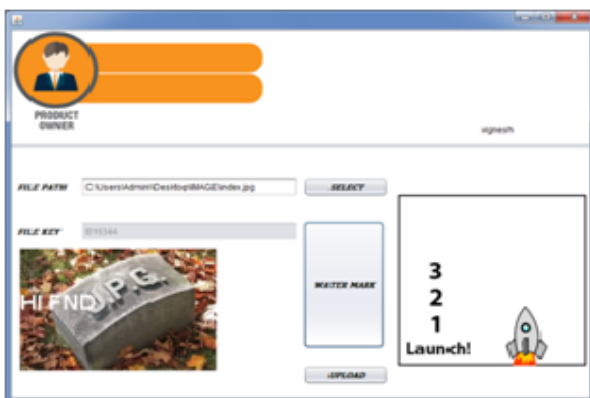 PRODUCT
OWNER
vignesh
FILE PATH
C:\Users\Admin\Desktop\IMAGE\index.jpg
SELECT
FILE KEY
WATER MARK
HI FND
J.P.G.
3
2
1
Launch!
UPLOAD